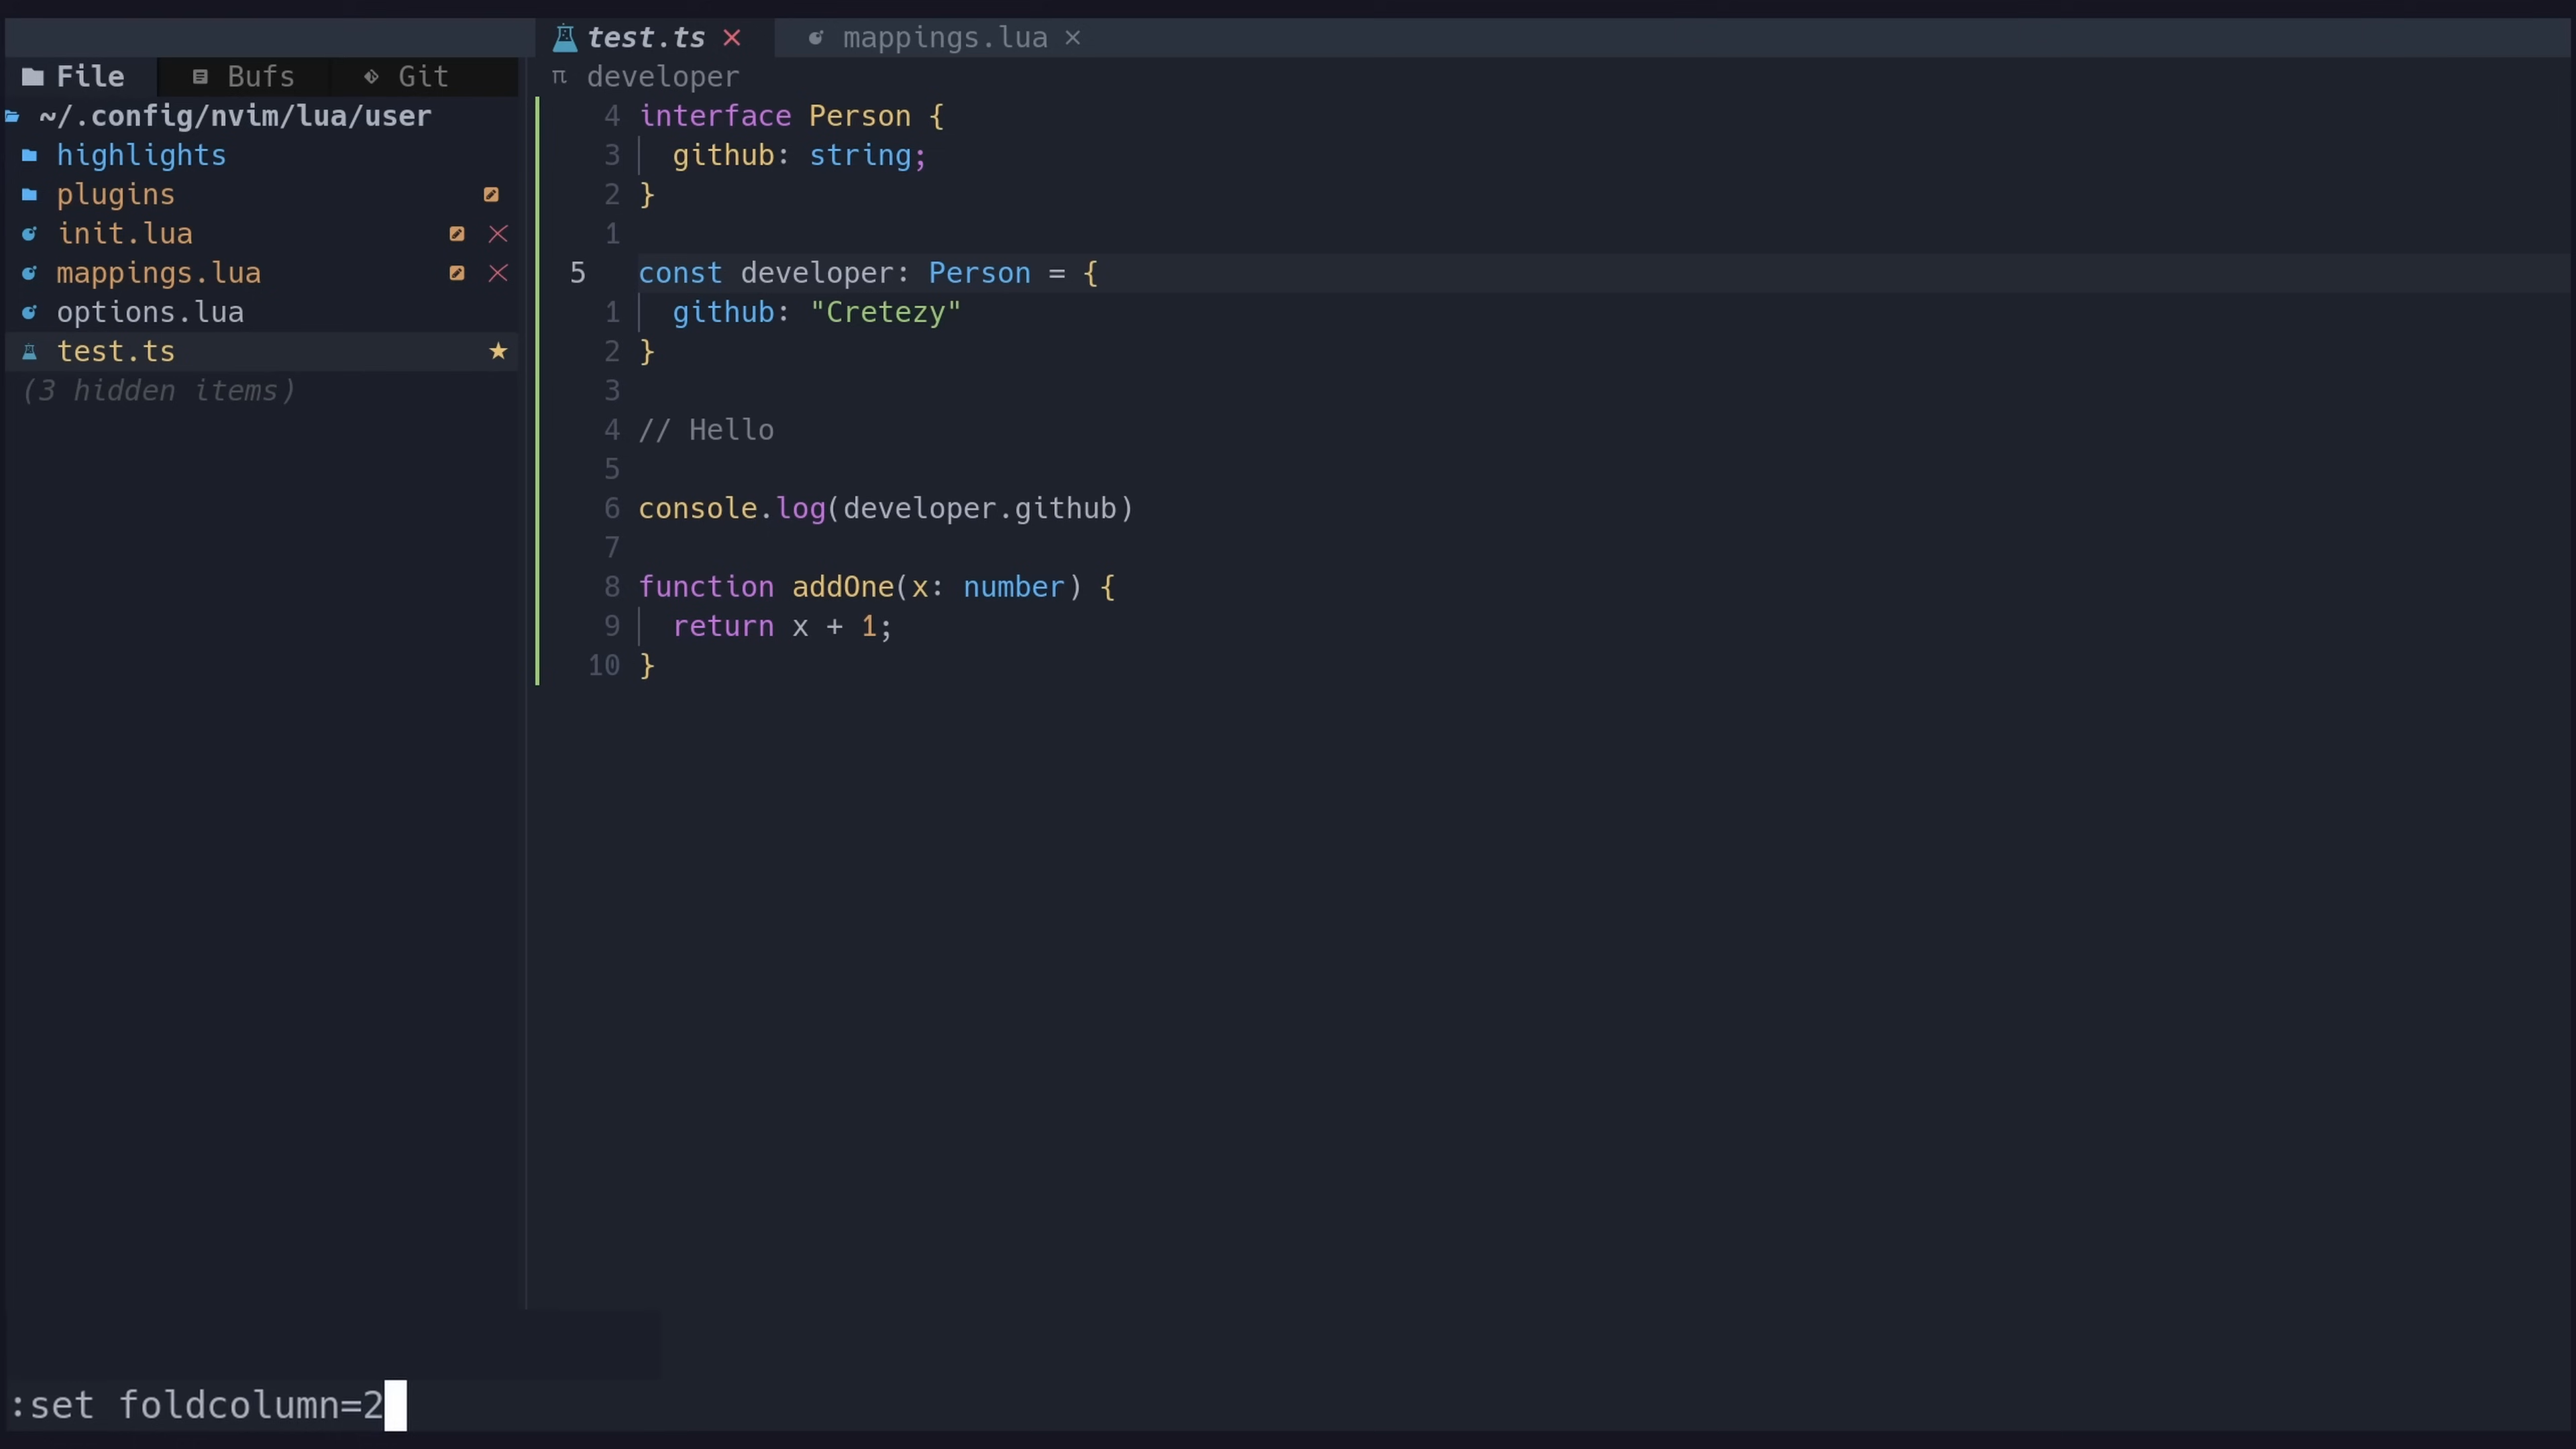 test.ts ✕ mappings.lua ✕
File Bufs Git
π developer
~/.config/nvim/lua/user
highlights
plugins
init.lua
mappings.lua
options.lua
test.ts ★
(3 hidden items)
4 interface Person {
3 github: string;
2 }
1
5 const developer: Person = {
1 github: "Cretezy"
2 }
3
4 // Hello
5
6 console.log(developer.github)
7
8 function addOne(x: number) {
9 return x + 1;
10 }
:set foldcolumn=2